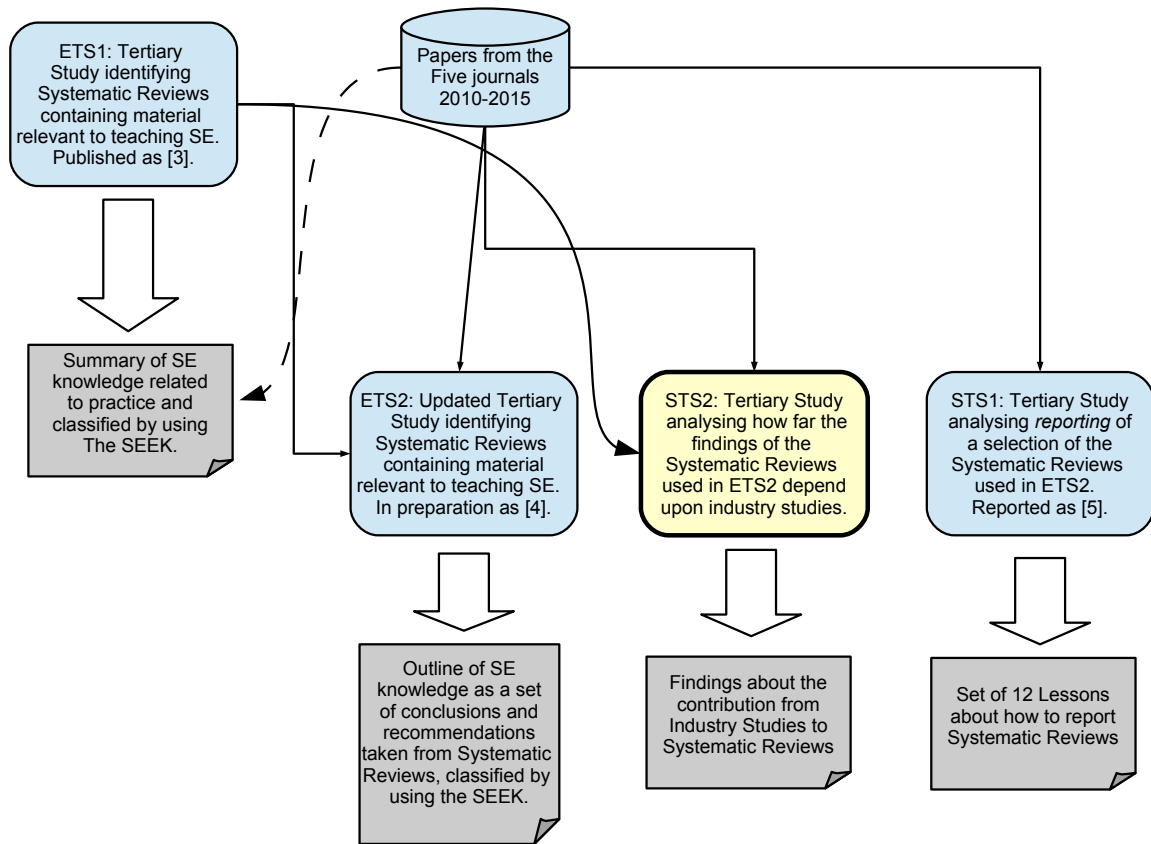 ETS1: Tertiary
Study identifying
Systematic Reviews
containing material
relevant to teaching SE.
Published as [3].
Papers from the
Five journals
2010-2015
Summary of SE
knowledge related
to practice and
classified by using
The SEEK.
ETS2: Updated Tertiary
Study identifying
Systematic Reviews
containing material
relevant to teaching SE.
In preparation as [4].
STS2: Tertiary Study
analysing how far the
findings of the
Systematic Reviews
used in ETS2 depend
upon industry studies.
STS1: Tertiary Study
analysing reporting of
a selection of the
Systematic Reviews
used in ETS2.
Reported as [5].
Outline of SE
knowledge as a set
of conclusions and
recommendations
taken from Systematic
Reviews, classified by
using the SEEK.
Findings about the
contribution from
Industry Studies to
Systematic Reviews
Set of 12 Lessons
about how to report
Systematic Reviews